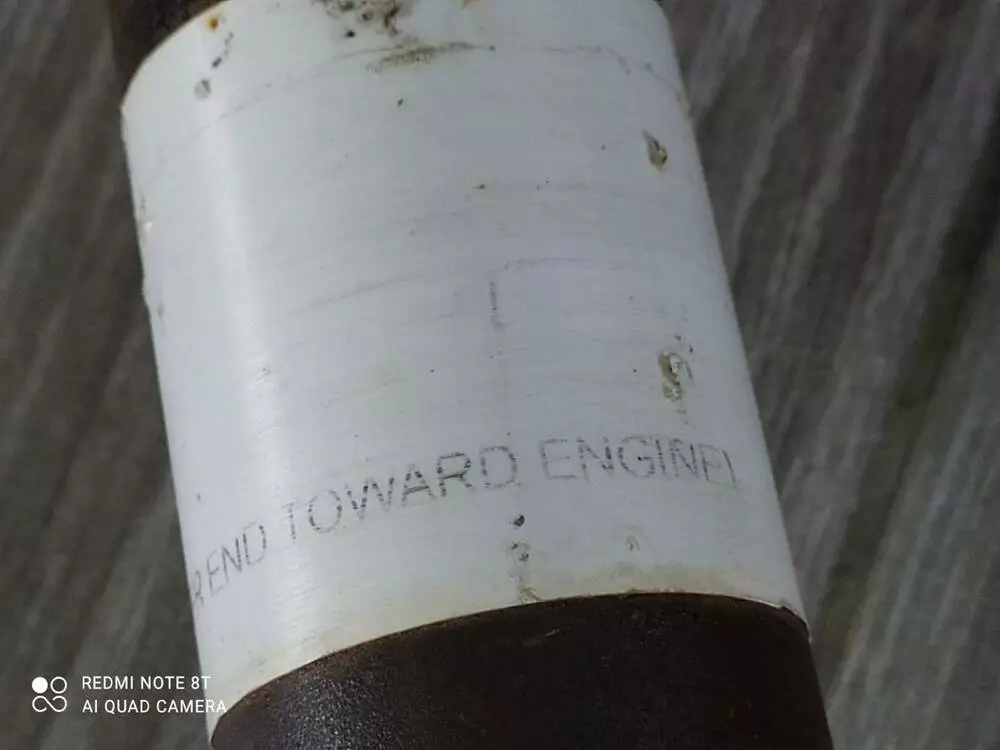 END TOWARD ENGINE)
REDMI NOTE 8T
AI QUAD CAMERA